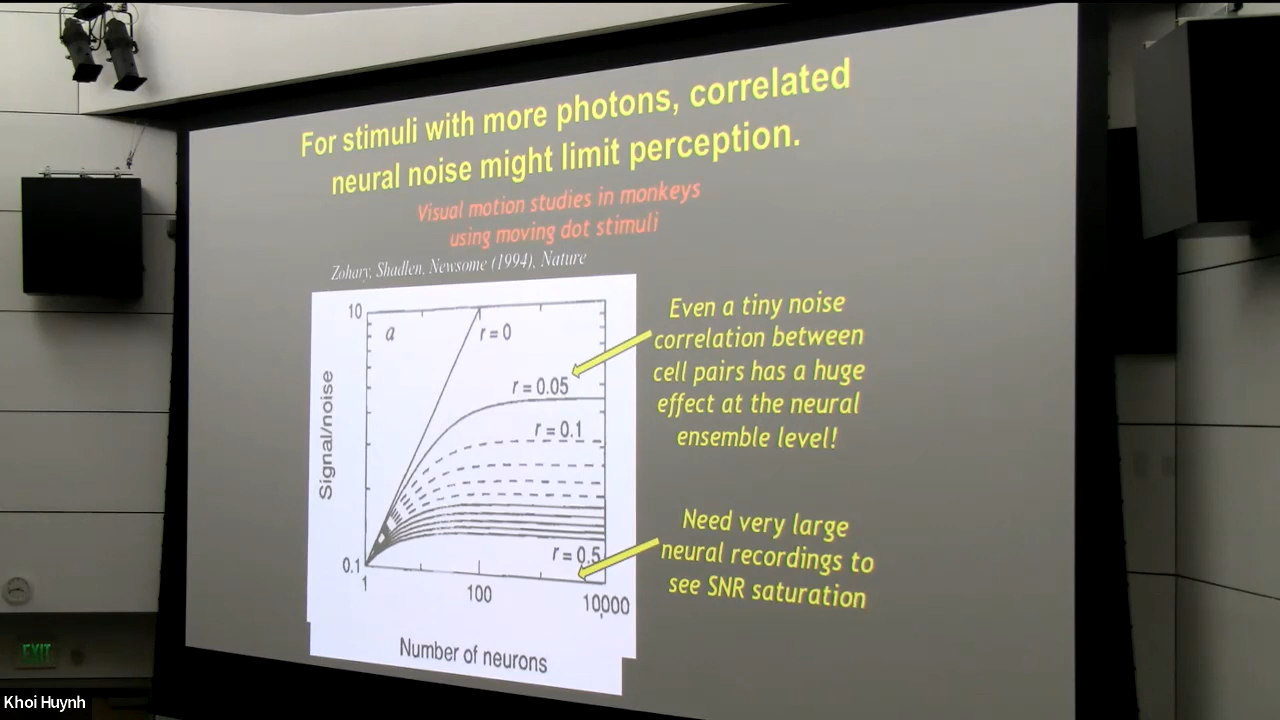 For stimuli with more photons, correlated
neural noise might limit perception.
Visual motion studies in monkeys
using moving dot stimuli
Zohary, Shadlen, Newsome (1994), Nature
10
a
r = 0
r = 0.05
r = 0.1
r = 0.5
Signal/noise
0.1
1
100
10000
Number of neurons
Even a tiny noise
correlation between
cell pairs has a huge
effect at the neural
ensemble level!
Need very large
neural recordings to
see SNR saturation
EXIT
Khoi Huynh